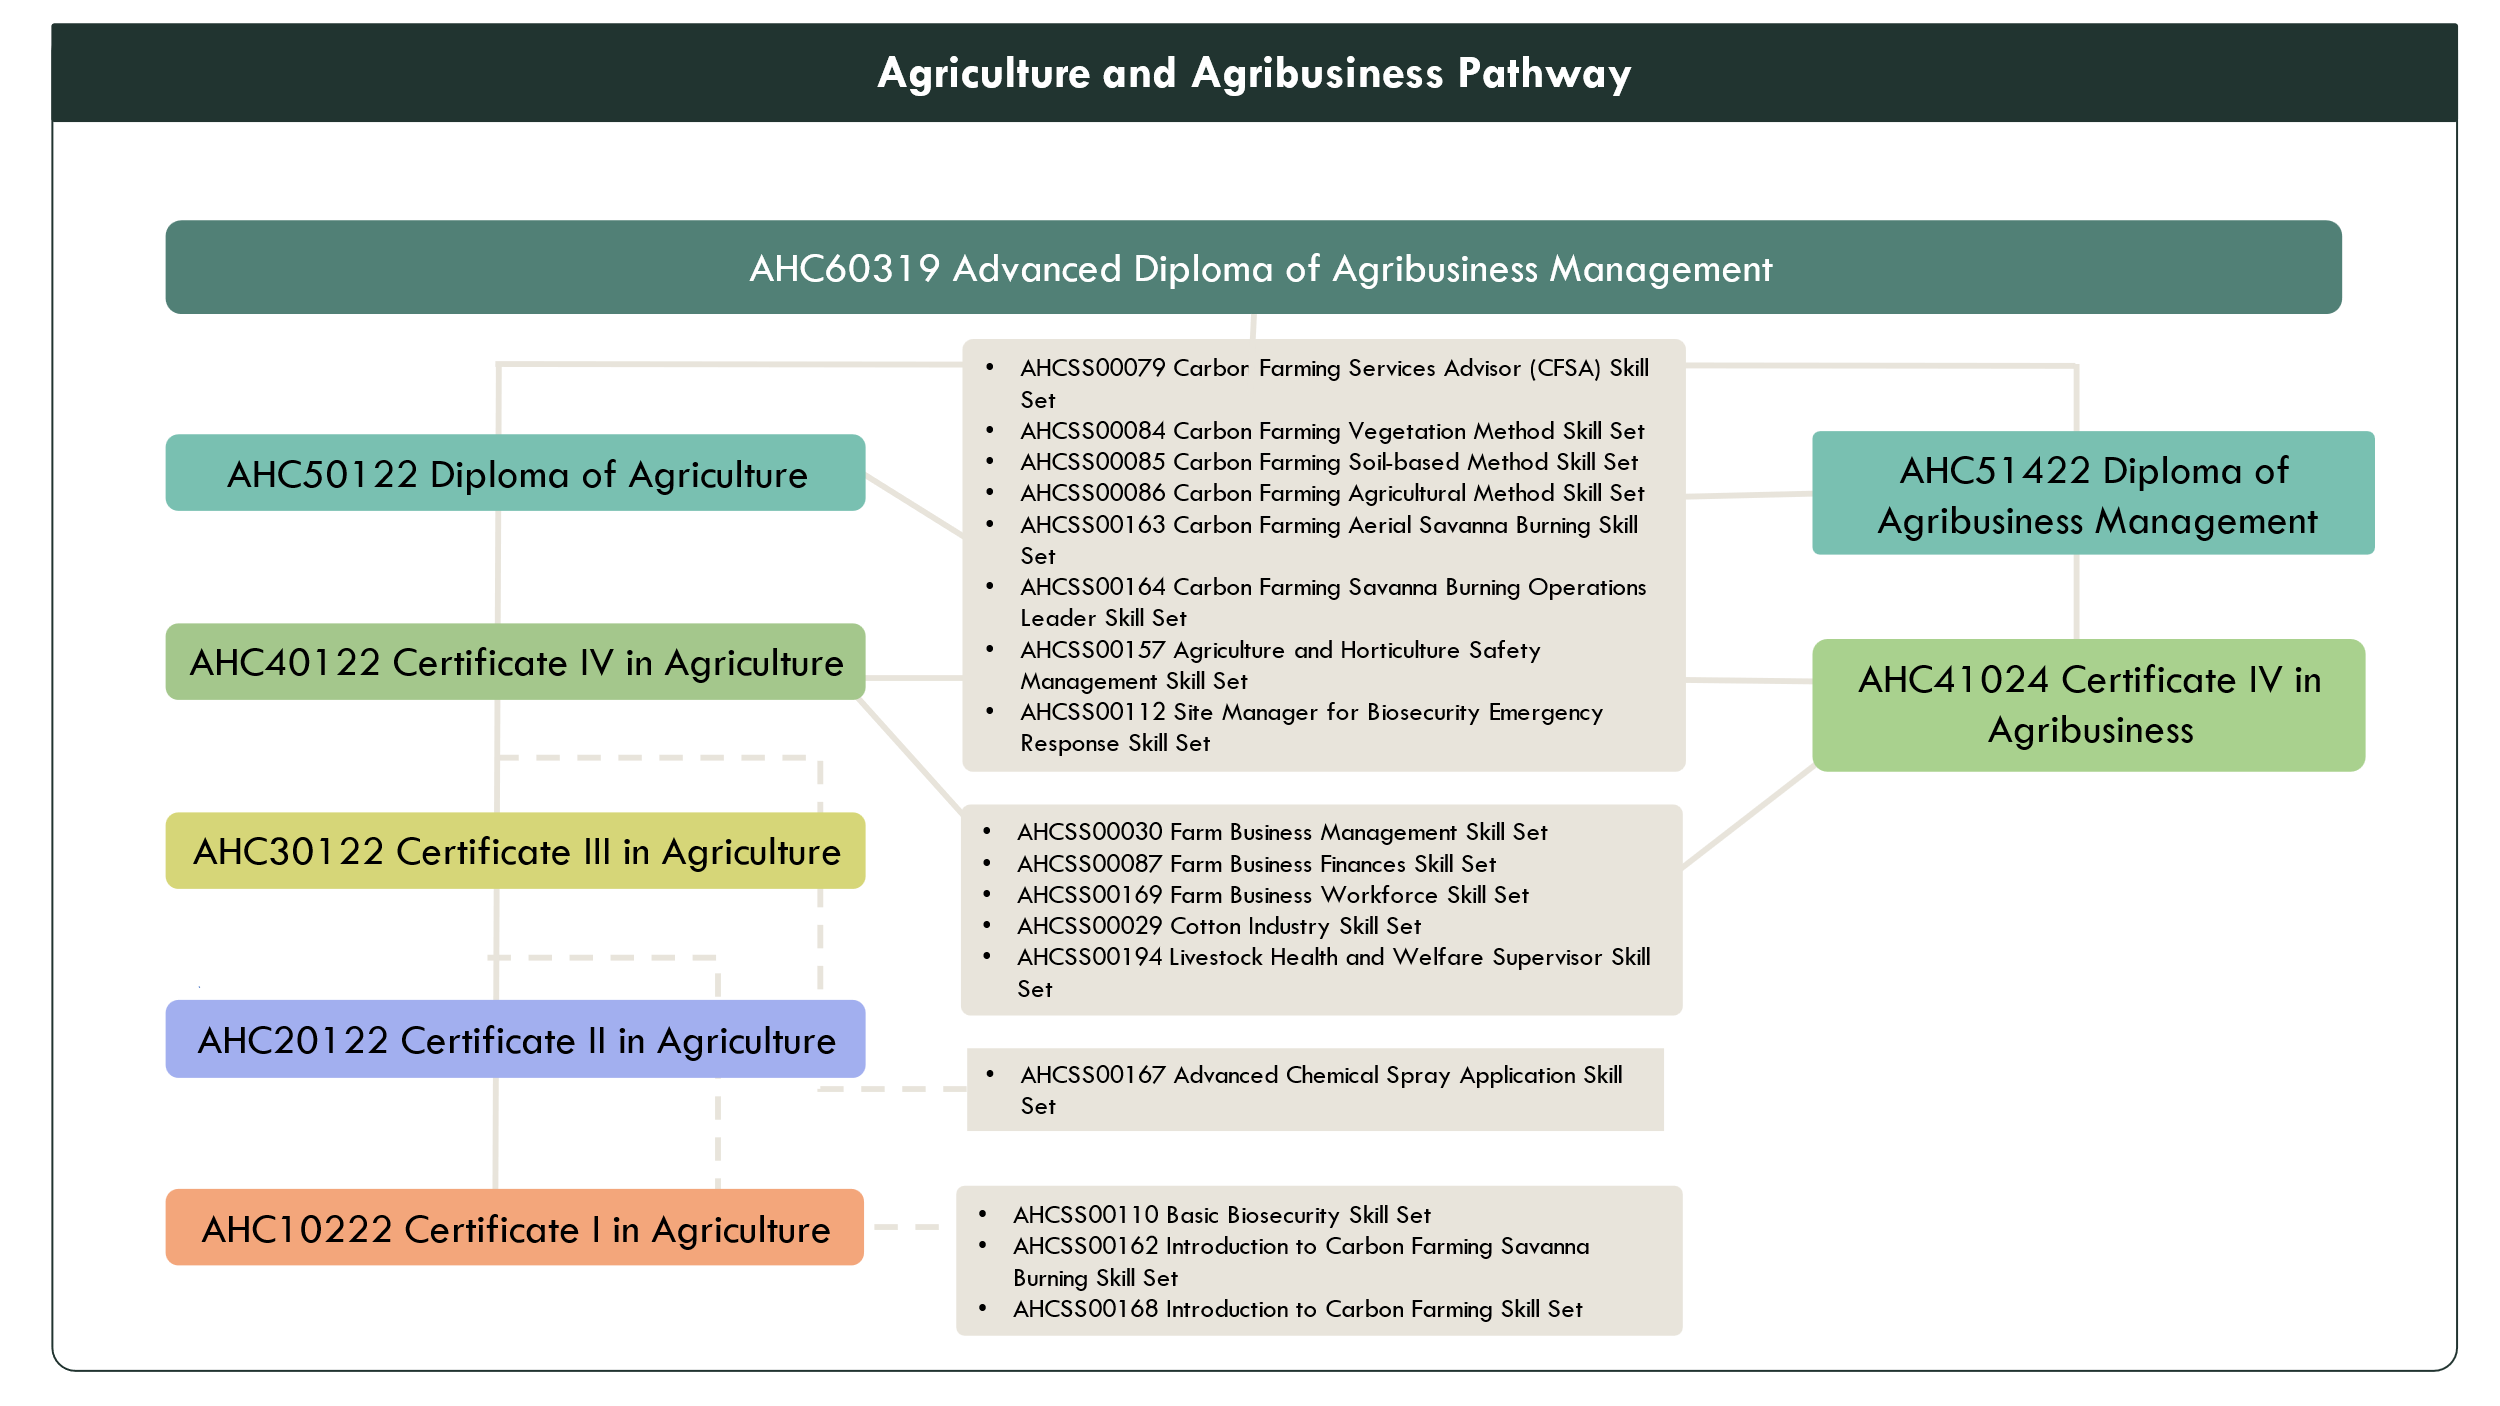 Agriculture and Agribusiness Pathway
AHC60319 Advanced Diploma of Agribusiness Management
AHC50122 Diploma of Agriculture
AHC40122 Certificate IV in Agriculture
AHC30122 Certificate III in Agriculture
AHC20122 Certificate II in Agriculture
AHC10222 Certificate I in Agriculture
• AHCSS00079 Carbon Farming Services Advisor (CFSA) Skill
Set
• AHCSS00084 Carbon Farming Vegetation Method Skill Set
• AHCSS00085 Carbon Farming Soil-based Method Skill Set
• AHCSS00086 Carbon Farming Agricultural Method Skill Set
• AHCSS00163 Carbon Farming Aerial Savanna Burning Skill
Set
• AHCSS00164 Carbon Farming Savanna Burning Operations
Leader Skill Set
• AHCSS00157 Agriculture and Horticulture Safety
Management Skill Set
• AHCSS00112 Site Manager for Biosecurity Emergency
Response Skill Set
• AHCSS00030 Farm Business Management Skill Set
• AHCSS00087 Farm Business Finances Skill Set
• AHCSS00169 Farm Business Workforce Skill Set
• AHCSS00029 Cotton Industry Skill Set
• AHCSS00194 Livestock Health and Welfare Supervisor Skill
Set
• AHCSS00167 Advanced Chemical Spray Application Skill
Set
• AHCSS00110 Basic Biosecurity Skill Set
• AHCSS00162 Introduction to Carbon Farming Savanna
Burning Skill Set
• AHCSS00168 Introduction to Carbon Farming Skill Set
AHC51422 Diploma of
Agribusiness Management
AHC41024 Certificate IV in
Agribusiness